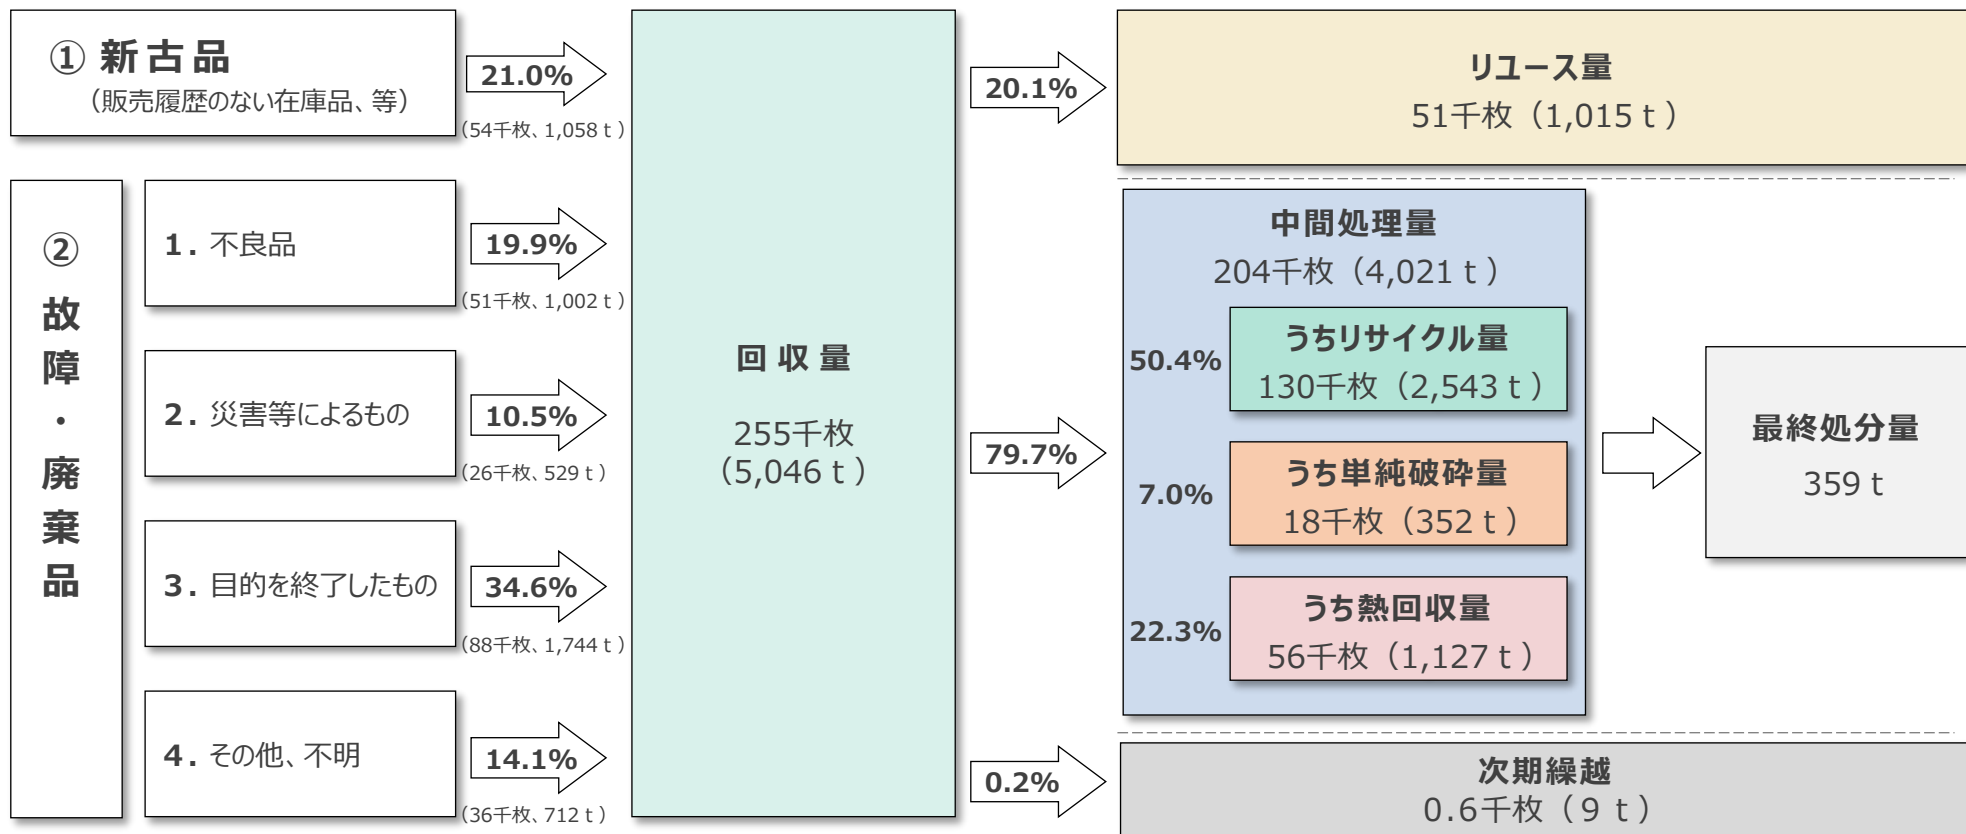 ① 新古品
（販売履歴のない在庫品、等）
21.0%
（54千枚、1,058ｔ）
② 故障・廃棄品
1. 不良品
19.9%
（51千枚、1,002ｔ）
2. 災害等によるもの
10.5%
（26千枚、529ｔ）
3. 目的を終了したもの
34.6%
（88千枚、1,744ｔ）
4. その他、不明
14.1%
（36千枚、712ｔ）
回収量
255千枚
（5,046ｔ）
20.1%
リユース量
51千枚（1,015ｔ）
79.7%
中間処理量
204千枚（4,021ｔ）
50.4%
うちリサイクル量
130千枚（2,543ｔ）
7.0%
うち単純破砕量
18千枚（352ｔ）
22.3%
うち熱回収量
56千枚（1,127ｔ）
最終処分量
359ｔ
0.2%
次期繰越
0.6千枚（9 ｔ）